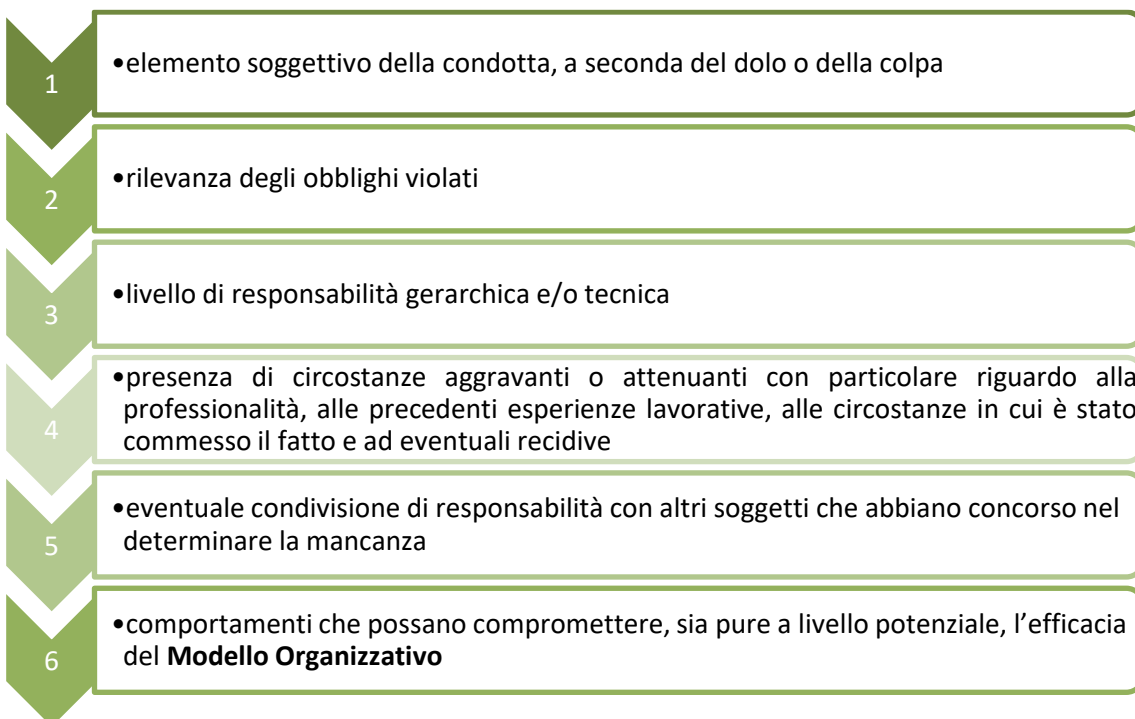 1
•elemento soggettivo della condotta, a seconda del dolo o della colpa
2
•rilevanza degli obblighi violati
3
•livello di responsabilità gerarchica e/o tecnica
4
•presenza di circostanze aggravanti o attenuanti con particolare riguardo alla
professionalità, alle precedenti esperienze lavorative, alle circostanze in cui è stato
commesso il fatto e ad eventuali recidive
5
•eventuale condivisione di responsabilità con altri soggetti che abbiano concorso nel
determinare la mancanza
6
•comportamenti che possano compromettere, sia pure a livello potenziale, l’efficacia
del Modello Organizzativo